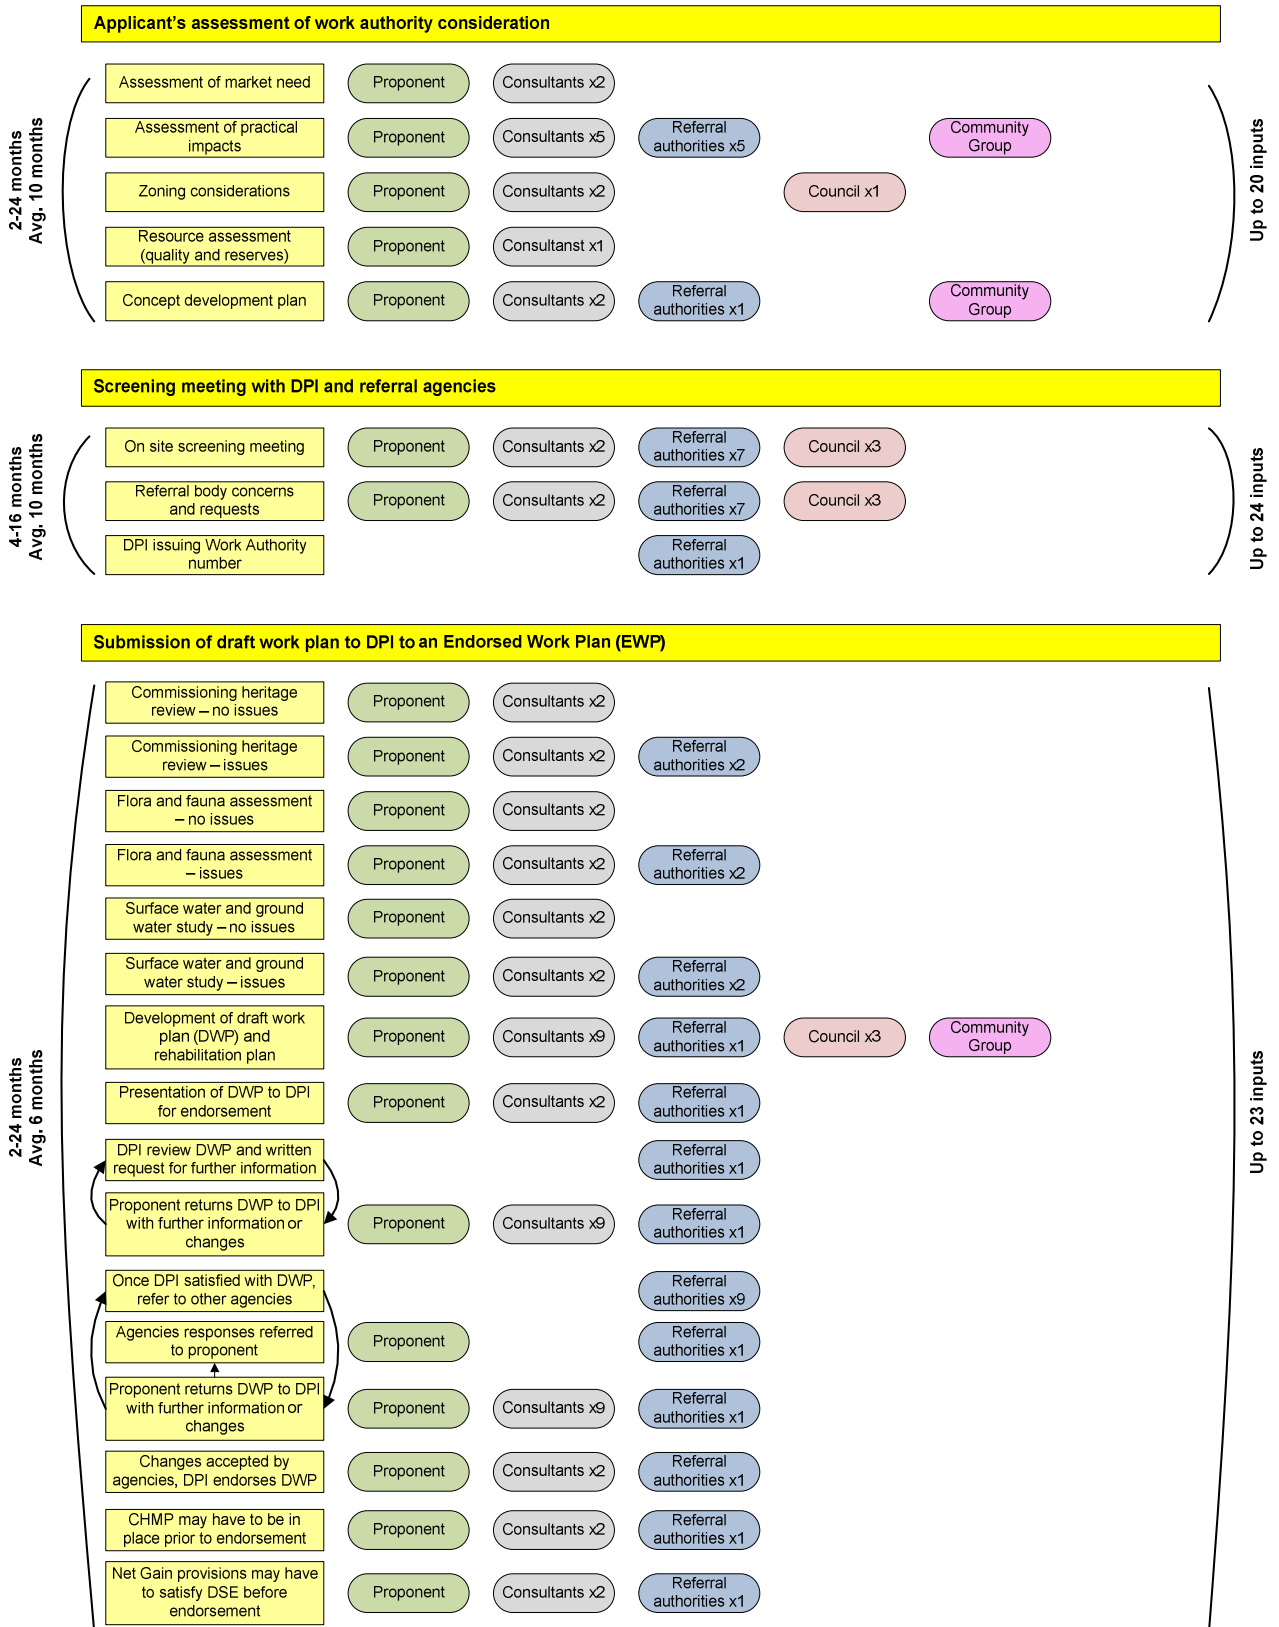 Applicant's assessment of work authority consideration
2-24 months
Avg. 10 months
Up to 20 inputs
Assessment of market need
Proponent
Consultants x2
Assessment of practical
impacts
Proponent
Consultants x5
Referral
authorities x5
Community
Group
Zoning considerations
Proponent
Consultants x2
Council x1
Resource assessment
(quality and reserves)
Proponent
Consultanst x1
Concept development plan
Proponent
Consultants x2
Referral
authorities x1
Community
Group
Screening meeting with DPI and referral agencies
4-16 months
Avg. 10 months
Up to 24 inputs
On site screening meeting
Proponent
Consultants x2
Referral
authorities x7
Council x3
Referral body concerns
and requests
Proponent
Consultants x2
Referral
authorities x7
Council x3
DPI issuing Work Authority
number
Referral
authorities x1
Submission of draft work plan to DPI to an Endorsed Work Plan (EWP)
2-24 months
Avg. 6 months
Up to 23 inputs
Commissioning heritage
review – no issues
Proponent
Consultants x2
Commissioning heritage
review – issues
Proponent
Consultants x2
Referral
authorities x2
Flora and fauna assessment
– no issues
Proponent
Consultants x2
Flora and fauna assessment
– issues
Proponent
Consultants x2
Referral
authorities x2
Surface water and ground
water study – no issues
Proponent
Consultants x2
Surface water and ground
water study – issues
Proponent
Consultants x2
Referral
authorities x2
Development of draft work
plan (DWP) and
rehabilitation plan
Proponent
Consultants x9
Referral
authorities x1
Council x3
Community
Group
Presentation of DWP to DPI
for endorsement
Proponent
Consultants x2
Referral
authorities x1
DPI review DWP and written
request for further information
Referral
authorities x1
Proponent returns DWP to DPI
with further information or
changes
Proponent
Consultants x9
Referral
authorities x1
Once DPI satisfied with DWP,
refer to other agencies
Referral
authorities x9
Agencies responses referred
to proponent
Proponent
Referral
authorities x1
Proponent returns DWP to DPI
with further information or
changes
Proponent
Consultants x9
Referral
authorities x1
Changes accepted by
agencies, DPI endorses DWP
Proponent
Consultants x2
Referral
authorities x1
CHMP may have to be in
place prior to endorsement
Proponent
Consultants x2
Referral
authorities x1
Net Gain provisions may have
to satisfy DSE before
endorsement
Proponent
Consultants x2
Referral
authorities x1